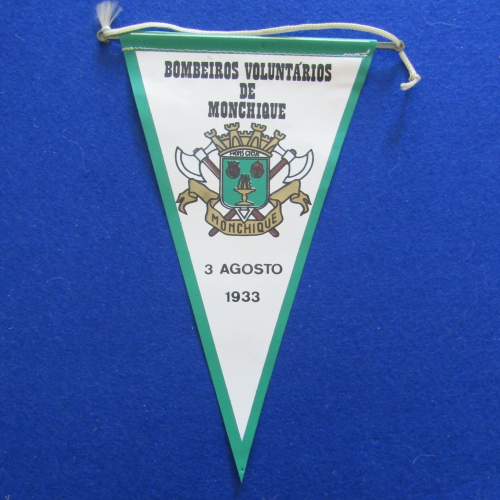 BOMBEIROS VOLUNTÁRIOS
DE
MONCHIQUE
MONCHIQUE
3 AGOSTO
1933